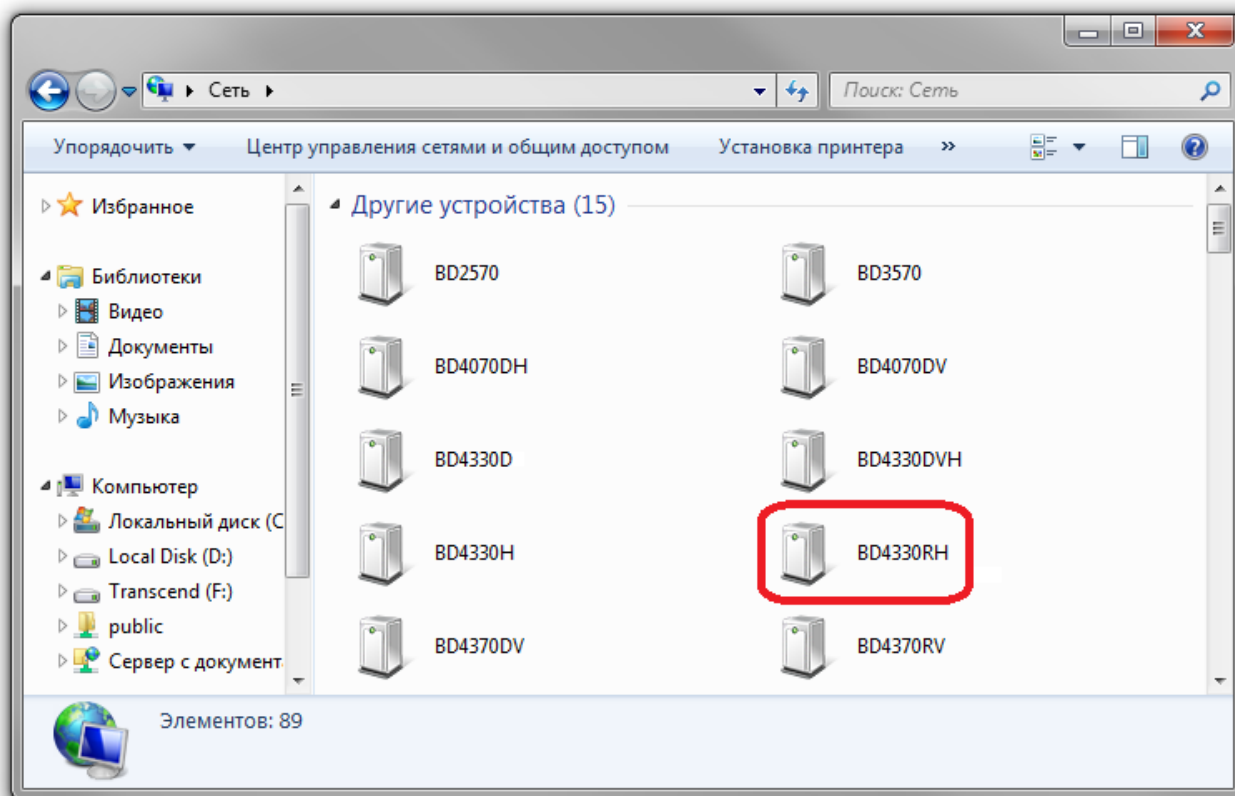 Сеть
Поиск: Сеть
Упорядочить Центр управления сетями и общим доступом Установка принтера »
Избранное
Библиотеки
Видео
Документы
Изображения
Музыка
Компьютер
Локальный диск (C
Local Disk (D:)
Transcend (F:)
public
Сервер с документ
Другие устройства (15)
BD2570 BD3570
BD4070DH BD4070DV
BD4330D BD4330DVH
BD4330H BD4330RH
BD4370DV BD4370RV
Элементов: 89